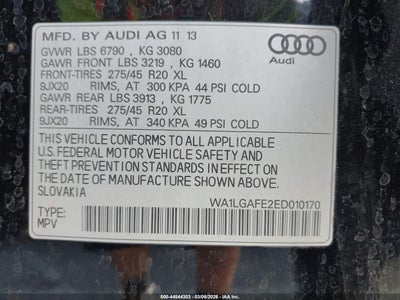 MFD. BY AUDI AG 11 13
GVWR LBS 6790 , KG 3080
GAWR FRONT LBS 3219 , KG 1460
FRONT-TIRES 275/45 R20 XL
9JX20 RIMS, AT 300 KPA 44 PSI COLD
GAWR REAR LBS 3913 , KG 1775
REAR-TIRES 275/45 R20 XL
9JX20 RIMS, AT 340 KPA 49 PSI COLD
Audi
THIS VEHICLE CONFORMS TO ALL APPLICABLE
U.S. FEDERAL MOTOR VEHICLE SAFETY AND
THEFT PREVENTION STANDARDS IN EFFECT ON
THE DATE OF MANUFACTURE SHOWN ABOVE.
SLOVAKIA
WA1LGAFE2ED010170
TYPE:
MPV
000-44544303 — 03/06/2026 — IAA Inc.